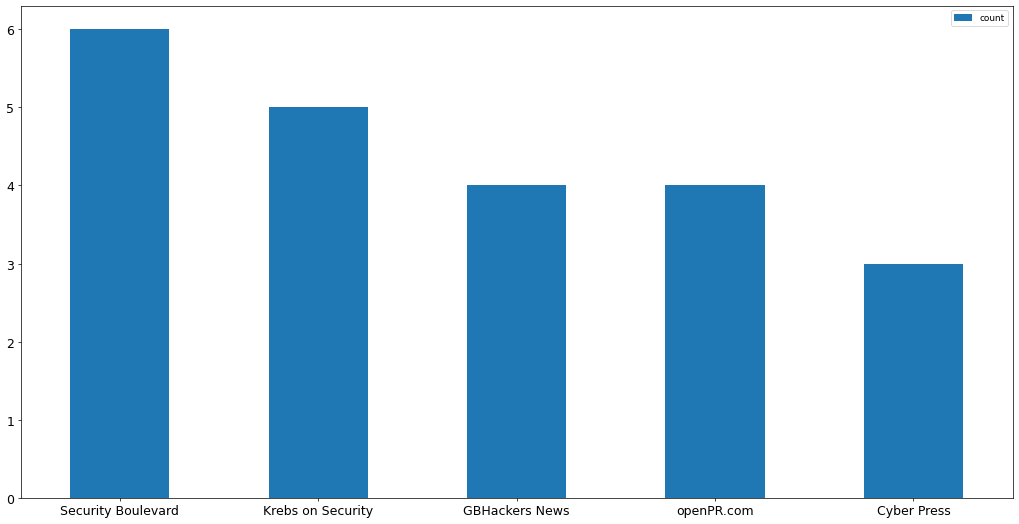 count
6
5
4
3
2
1
0
Security Boulevard
Krebs on Security
GBHackers News
openPR.com
Cyber Press